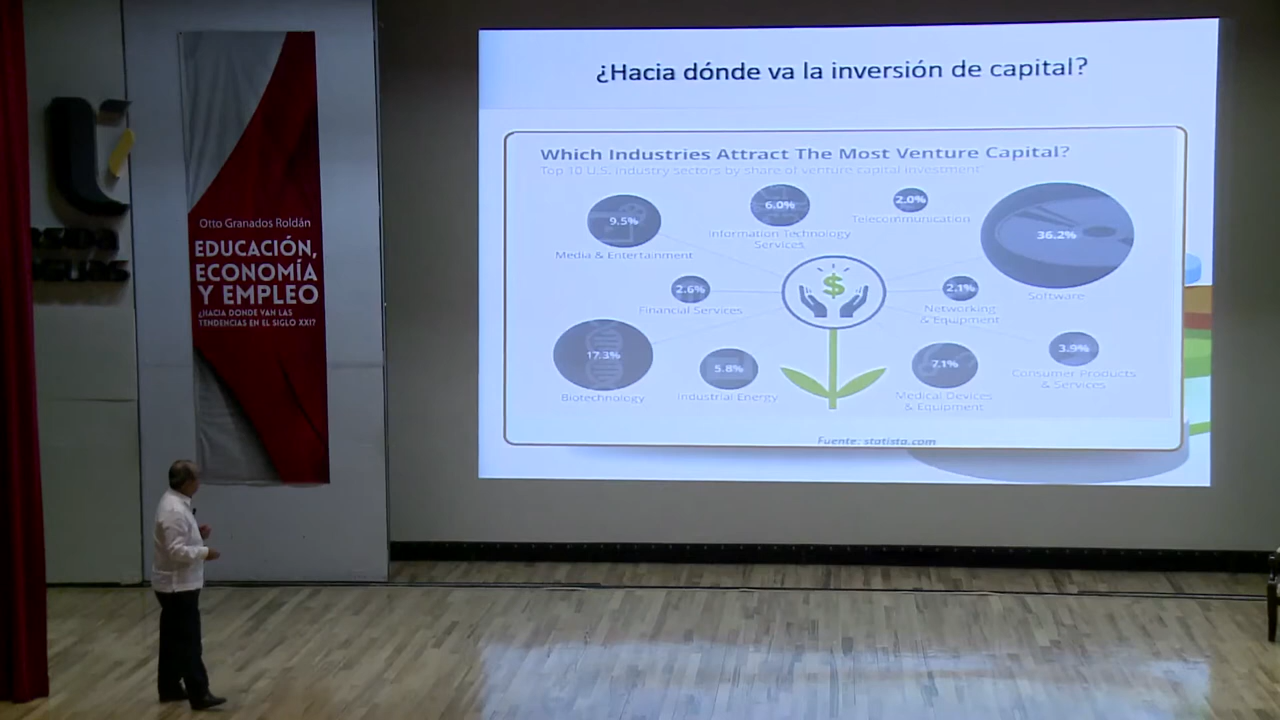 Otto Granados Roldán
EDUCACIÓN,
ECONOMÍA
Y EMPLEO
¿HACIA DONDE VAN LAS
TENDENCIAS EN EL SIGLO XXI?
¿Hacia dónde va la inversión de capital?
Which Industries Attract The Most Venture Capital?
Top 10 U.S. industry sectors by share of venture capital investment
9.5%
Media & Entertainment
6.0%
Information Technology
Services
2.0%
Telecommunication
36.2%
Software
2.6%
Financial Services
$
2.1%
Networking
& Equipment
17.3%
Biotechnology
5.8%
Industrial Energy
7.1%
Medical Devices
& Equipment
3.9%
Consumer Products
& Services
Fuente: statista.com